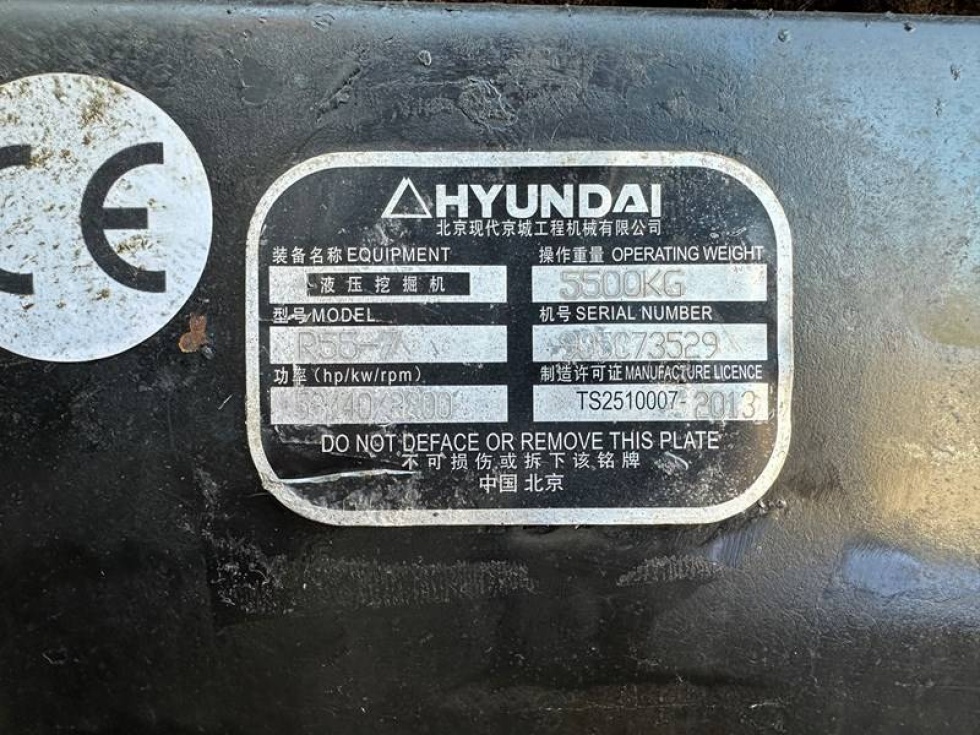 CE
HYUNDAI
北京现代京城工程机械有限公司
装备名称 EQUIPMENT
液压挖掘机
型号 MODEL
R55-7
功率 (hp/kw/rpm)
操作重量 OPERATING WEIGHT
5500KG
机号 SERIAL NUMBER
制造许可证 MANUFACTURE LICENCE
TS2510007-2013
DO NOT DEFACE OR REMOVE THIS PLATE
不可损伤或拆下该铭牌
中国 北京